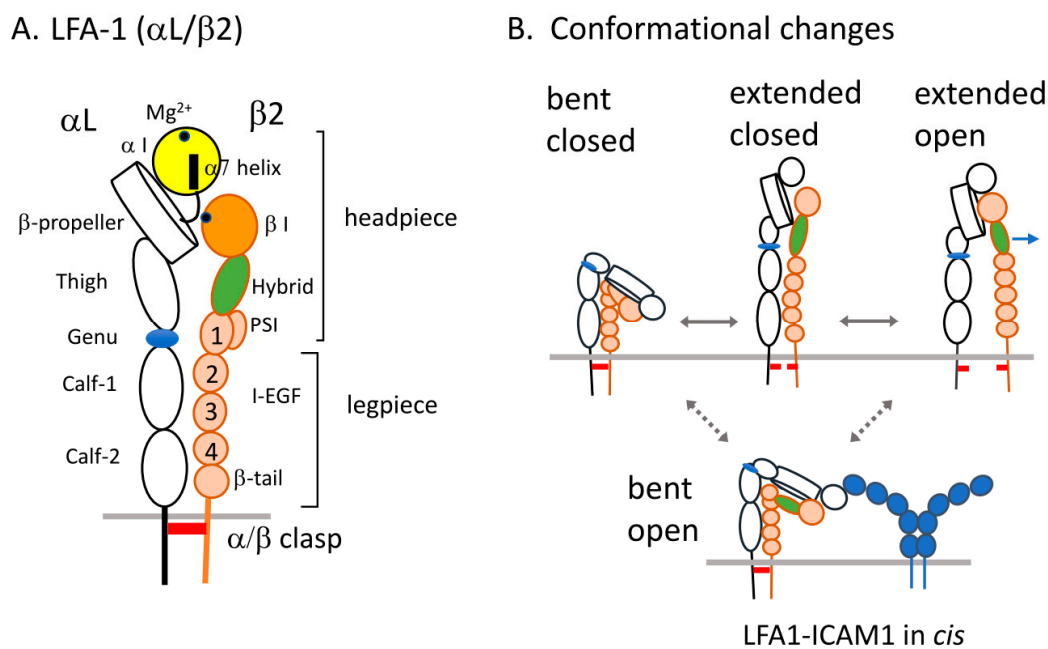 A. LFA-1 (αL/β2)
αL
Mg2+
β2
α I
α7 helix
β-propeller
β I
headpiece
Thigh
Hybrid
Genu
PSI
1
Calf-1
2
I-EGF
3
legpiece
Calf-2
4
β-tail
α/β clasp
B. Conformational changes
bent
closed
extended
closed
extended
open
bent
open
LFA1-ICAM1 in cis